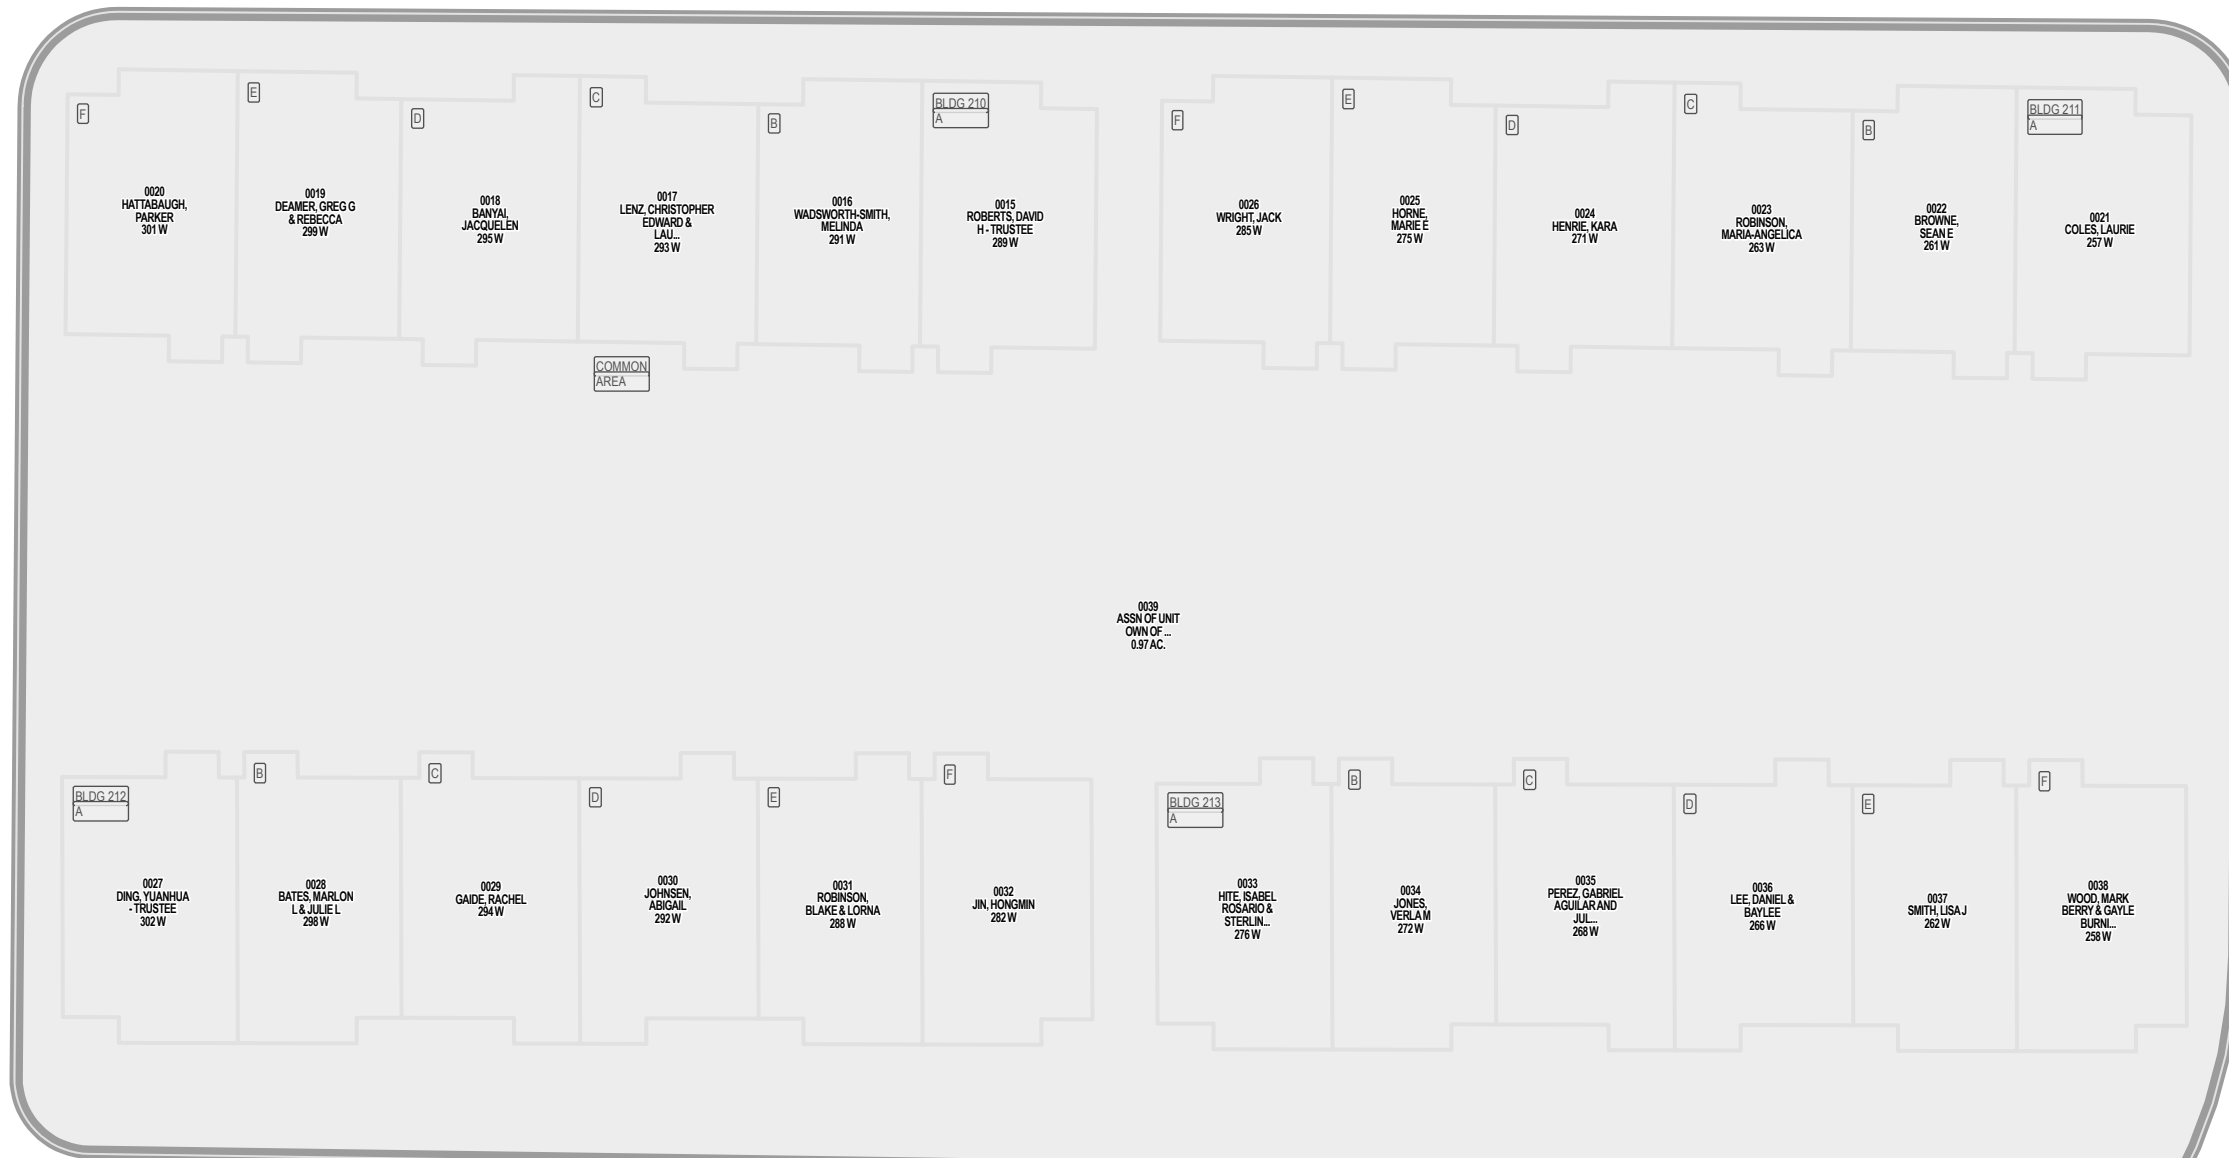 F
0020
HATTABAUGH,
PARKER
301 W
E
0019
DEAMER, GREG G
& REBECCA
299 W
D
0018
BANYAI,
JACQUELEN
295 W
C
0017
LENZ, CHRISTOPHER
EDWARD &
LAU...
293 W
B
0016
WADSWORTH-SMITH,
MELINDA
291 W
BLDG 210
A
0015
ROBERTS, DAVID
H - TRUSTEE
289 W
F
0026
WRIGHT, JACK
285 W
E
0025
HORNE,
MARIE E
275 W
D
0024
HENRIE, KARA
271 W
C
0023
ROBINSON,
MARIA-ANGELICA
263 W
B
0022
BROWNE,
SEAN E
261 W
BLDG 211
A
0021
COLES, LAURIE
257 W
COMMON
AREA
0039
ASSN OF UNIT
OWN OF ...
0.97 AC.
BLDG 212
A
0027
DING, YUANHUA
- TRUSTEE
302 W
B
0028
BATES, MARLON
L & JULIE L
298 W
C
0029
GAIDE, RACHEL
294 W
D
0030
JOHNSEN,
ABIGAIL
292 W
E
0031
ROBINSON,
BLAKE & LORNA
288 W
F
0032
JIN, HONGMIN
282 W
BLDG 213
A
0033
HITE, ISABEL
ROSARIO &
STERLIN...
276 W
B
0034
JONES,
VERLA M
272 W
C
0035
PEREZ, GABRIEL
AGUILAR AND
JUL...
268 W
D
0036
LEE, DANIEL &
BAYLEE
266 W
E
0037
SMITH, LISA J
262 W
F
0038
WOOD, MARK
BERRY & GAYLE
BURNI...
258 W